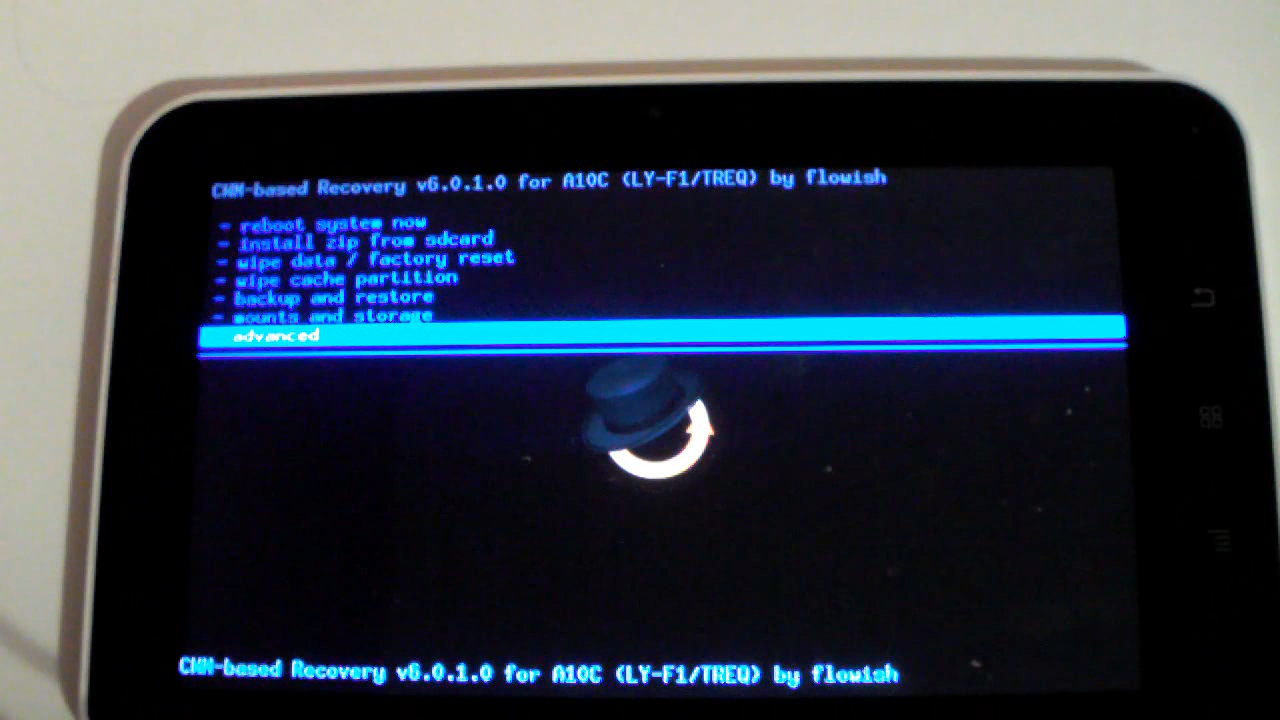 CWM-based Recovery v6.0.1.0 for A10C (LY-F1/TREQ) by flowish
- reboot system now
- install zip from sdcard
- wipe data / factory reset
- wipe cache partition
- backup and restore
- mounts and storage
advanced
CWM-based Recovery v6.0.1.0 for A10C (LY-F1/TREQ) by flowish